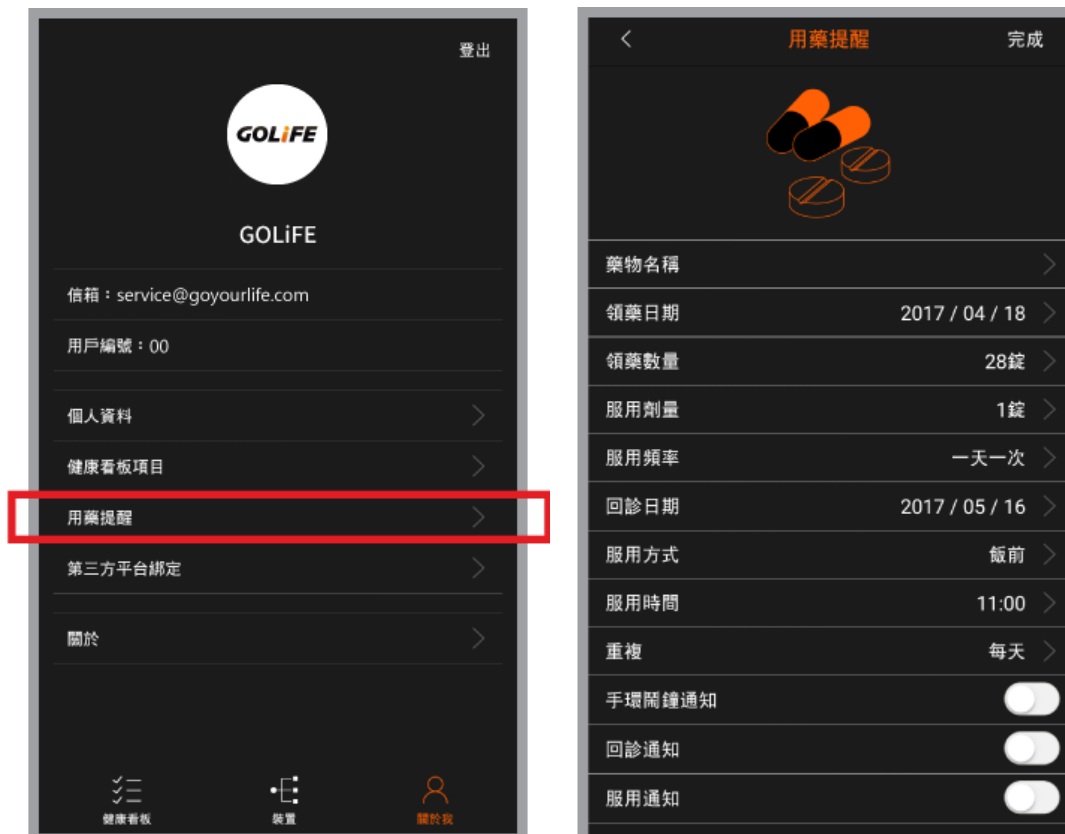 登出
GOLiFE
GOLiFE
信箱：service@goyourlife.com
用戶編號：00
個人資料
健康看板項目
用藥提醒
第三方平台綁定
關於
健康看板
裝置
關於我
用藥提醒
完成
藥物名稱
領藥日期 2017 / 04 / 18
領藥數量 28錠
服用劑量 1錠
服用頻率 一天一次
回診日期 2017 / 05 / 16
服用方式 飯前
服用時間 11:00
重複 每天
手環鬧鐘通知
回診通知
服用通知